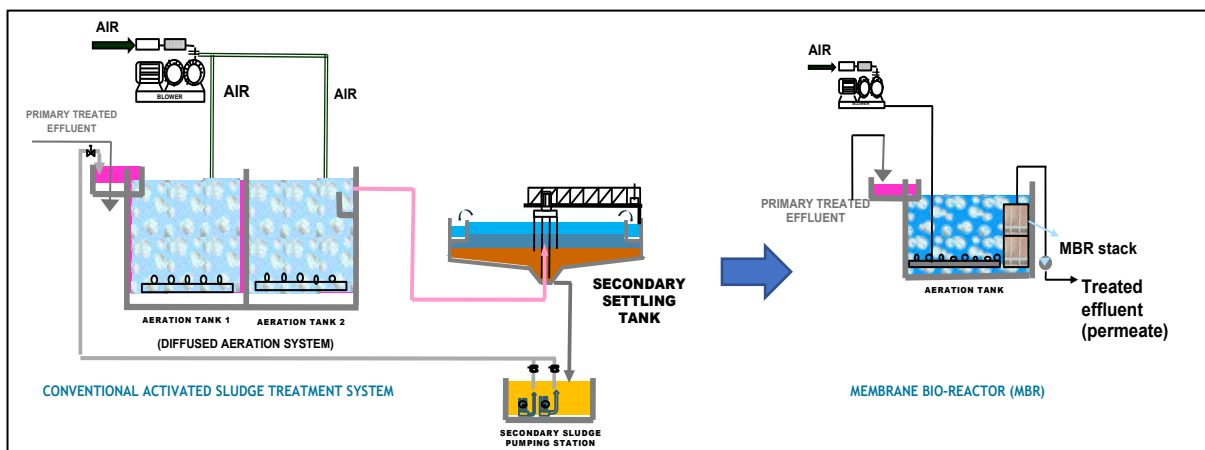 AIR
BLOWER
AIR
AIR
PRIMARY TREATED
EFFLUENT
AERATION TANK 1
AERATION TANK 2
(DIFFUSED AERATION SYSTEM)
SECONDARY
SETTLING
TANK
CONVENTIONAL ACTIVATED SLUDGE TREATMENT SYSTEM
SECONDARY SLUDGE
PUMPING STATION
AIR
BLOWER
PRIMARY TREATED
EFFLUENT
MBR stack
AERATION TANK
Treated
effluent
(permeate)
MEMBRANE BIO-REACTOR (MBR)